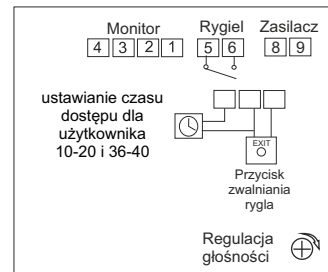 Monitor Rygiel Zasilacz
4 3 2 1 5 6 8 9
ustawianie czasu
dostępu dla
użytkownika
10-20 i 36-40
EXIT
Przycisk
zwalniania
rygla
Regulacja
głośności